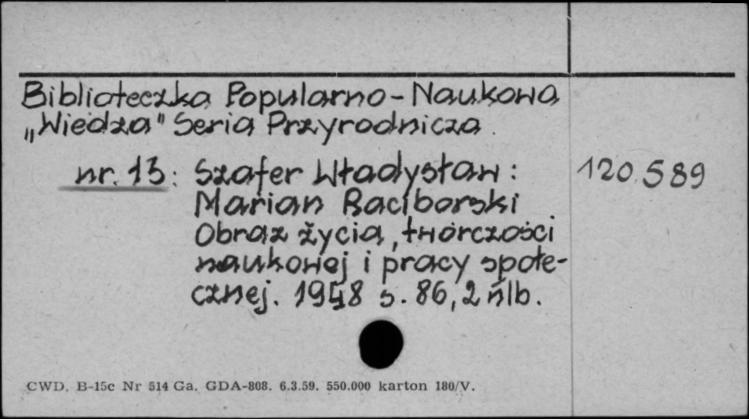 Biblioteczka Popularno-Naukowa
„Wiedza" Seria Przyrodnicza.
nr. 13: Szafer Władysław: 120.589
Marian Raciborski
Obraz życia, twórczości
naukowej i pracy społe-
cznej. 1948 s. 86, 2 nlb.
CWD. B-15c Nr 514 Ga. GDA-808. 6.3.59. 550.000 karton 180/V.